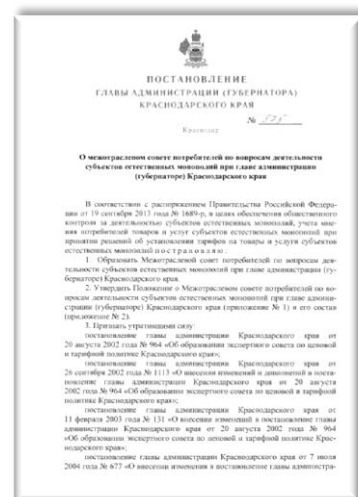 ПОСТАНОВЛЕНИЕ
ГЛАВЫ АДМИНИСТРАЦИИ (ГУБЕРНАТОРА)
КРАСНОДАРСКОГО КРАЯ
№
Краснодар
О межотраслевом совете потребителей по вопросам деятельности
субъектов естественных монополий при главе администрации
(губернаторе) Краснодарского края
В соответствии с распоряжением Правительства Российской Федера-
ции от 19 сентября 2013 года № 1689-р, в целях обеспечения общественного
контроля за деятельностью субъектов естественных монополий, учета мне-
ния потребителей товаров и услуг субъектов естественных монополий при
принятии решений об установлении тарифов на товары и услуги субъектов
естественных монополий п о с т а н о в л я ю :
1. Образовать Межотраслевой совет потребителей по вопросам дея-
тельности субъектов естественных монополий при главе администрации (гу-
бернаторе) Краснодарского края.
2. Утвердить Положение о Межотраслевом совете потребителей по во-
просам деятельности субъектов естественных монополий при главе админи-
страции (губернаторе) Краснодарского края (приложение № 1) и его состав
(приложение № 2).
3. Признать утратившими силу:
постановление главы администрации Краснодарского края от
20 августа 2002 года № 964 «Об образовании экспертного совета по ценовой
и тарифной политике Краснодарского края»;
постановление главы администрации Краснодарского края от
26 сентября 2002 года № 1113 «О внесении изменений и дополнений в поста-
новление главы администрации Краснодарского края от 20 августа
2002 года № 964 «Об образовании экспертного совета по ценовой и тарифной
политике Краснодарского края»;
постановление главы администрации Краснодарского края от
11 февраля 2003 года № 131 «О внесении изменений в постановление главы
администрации Краснодарского края от 20 августа 2002 года № 964
«Об образовании экспертного совета по ценовой и тарифной политике Крас-
нодарского края»;
постановление главы администрации Краснодарского края от 7 июля
2004 года № 677 «О внесении изменения в постановление главы администра-